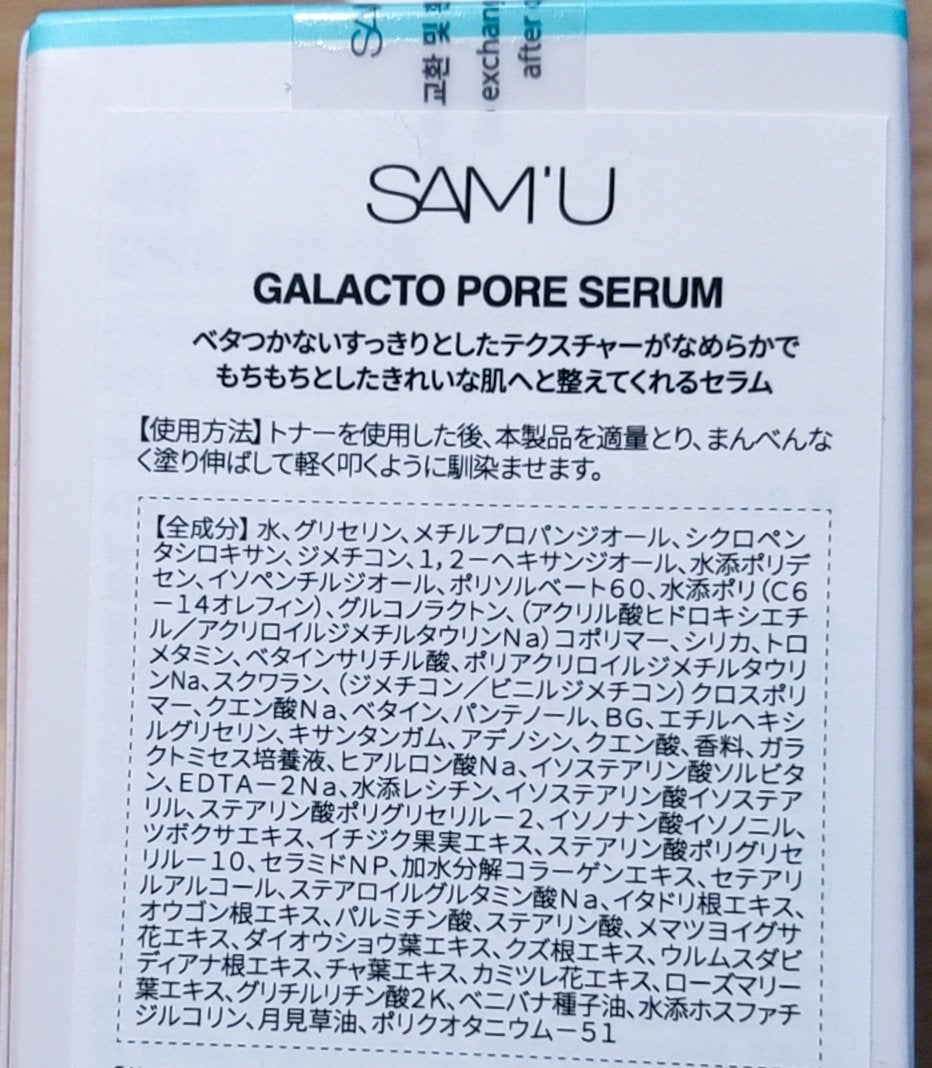 SA
교환 및
exchan
after
SAM'U
GALACTO PORE SERUM
ベタつかないすっきりとしたテクスチャーがなめらかで
もちもちとしたきれいな肌へと整えてくれるセラム
【使用方法】トナーを使用した後、本製品を適量とり、まんべんな
く塗り伸ばして軽く叩くように馴染ませます。
【全成分】水、グリセリン、メチルプロパンジオール、シクロペン
タシロキサン、ジメチコン、1,2－ヘキサンジオール、水添ポリデ
セン、イソペンチルジオール、ポリソルベート60、水添ポリ(C6
－14オレフィン)、グルコノラクトン、(アクリル酸ヒドロキシエチ
ル／アクリロイルジメチルタウリンNa)コポリマー、シリカ、トロ
メタミン、ベタインサリチル酸、ポリアクリロイルジメチルタウリ
ンNa、スクワラン、(ジメチコン／ビニルジメチコン)クロスポリ
マー、クエン酸Na、ベタイン、パンテノール、BG、エチルヘキシ
ルグリセリン、キサンタンガム、アデノシン、クエン酸、香料、ガラ
クトミセス培養液、ヒアルロン酸Na、イソステアリン酸ソルビタ
ン、EDTA－2Na、水添レシチン、イソステアリン酸イソステア
リル、ステアリン酸ポリグリセリル－2、イソノナン酸イソノニル、
ツボクサエキス、イチジク果実エキス、ステアリン酸ポリグリセ
リル－10、セラミドNP、加水分解コラーゲンエキス、セテアリ
ルアルコール、ステアロイルグルタミン酸Na、イタドリ根エキス、
オウゴン根エキス、パルミチン酸、ステアリン酸、メマツヨイグサ
花エキス、ダイオウショウ葉エキス、クズ根エキス、ウルムスダビ
ディアナ根エキス、チャ葉エキス、カミツレ花エキス、ローズマリー
葉エキス、グリチルリチン酸2K、ベニバナ種子油、水添ホスファチ
ジルコリン、月見草油、ポリクオタニウム－51